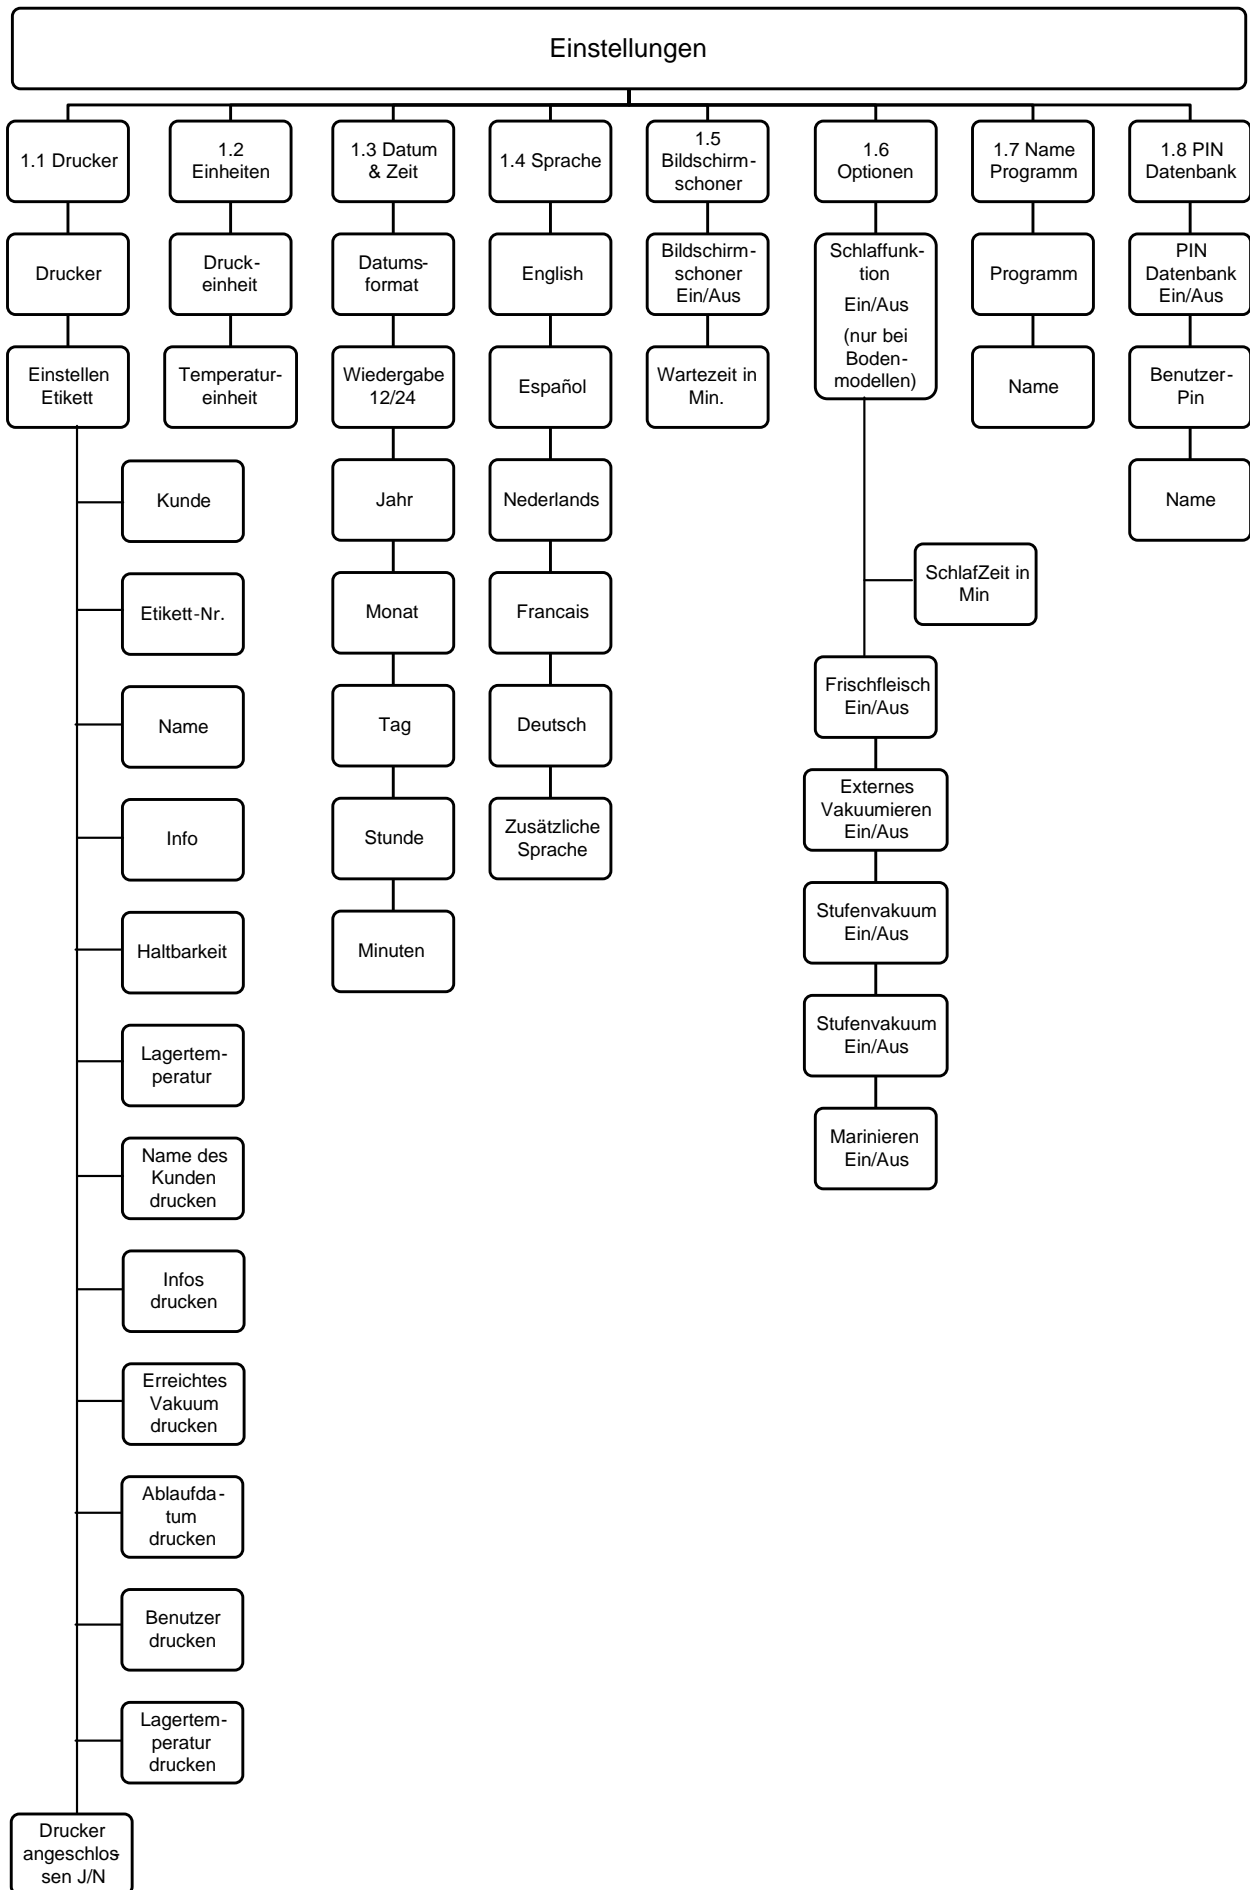 Einstellungen
1.1 Drucker
Drucker
Einstellen
Etikett
Kunde
Etikett-Nr.
Name
Info
Haltbarkeit
Lagertem-
peratur
Name des
Kunden
drucken
Infos
drucken
Erreichtes
Vakuum
drucken
Ablaufda-
tum
drucken
Benutzer
drucken
Lagertem-
peratur
drucken
Drucker
angeschlos-
sen J/N
1.2
Einheiten
Druck-
einheit
Temperatur-
einheit
1.3 Datum
& Zeit
Datums-
format
Wiedergabe
12/24
Jahr
Monat
Tag
Stunde
Minuten
1.4 Sprache
English
Español
Nederlands
Francais
Deutsch
Zusätzliche
Sprache
1.5
Bildschirm-
schoner
Bildschirm-
schoner
Ein/Aus
Wartezeit in
Min.
1.6
Optionen
Schlaffunk-
tion
Ein/Aus
(nur bei
Boden-
modellen)
SchlafZeit in
Min
Frischfleisch
Ein/Aus
Externes
Vakuumieren
Ein/Aus
Stufenvakuum
Ein/Aus
Stufenvakuum
Ein/Aus
Marinieren
Ein/Aus
1.7 Name
Programm
Programm
Name
1.8 PIN
Datenbank
PIN
Datenbank
Ein/Aus
Benutzer-
Pin
Name